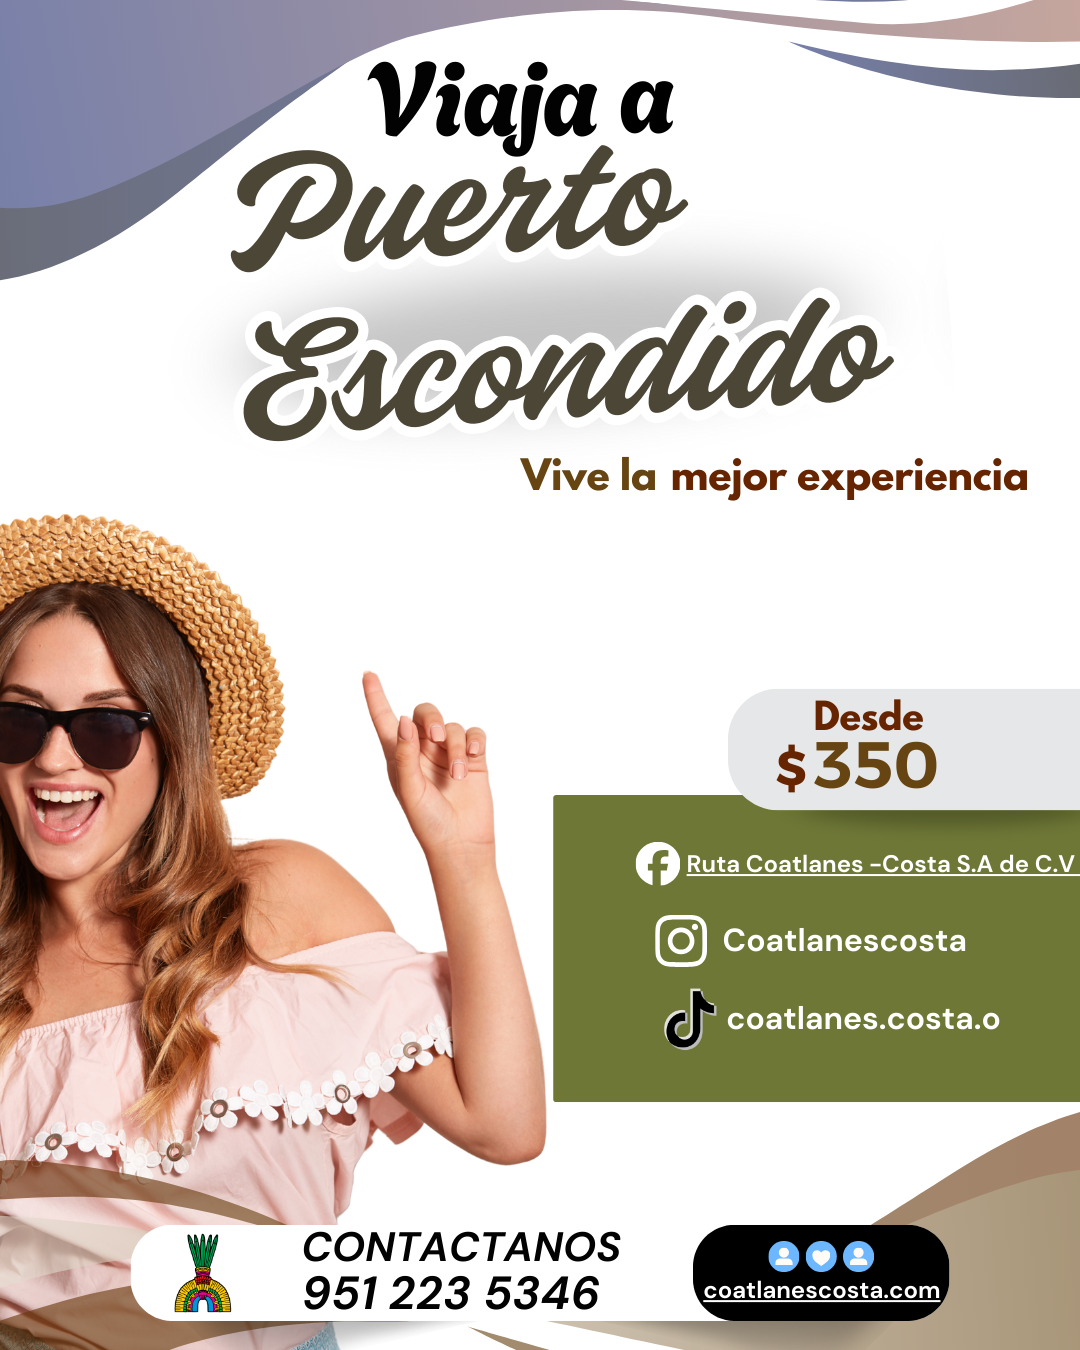 Viaja a
Puerto
Escondido
Vive la mejor experiencia
Desde
$350
Ruta Coatlanes -Costa S.A de C.V
Coatlanescosta
coatlanes.costa.o
CONTACTANOS
951 223 5346
coatlanescosta.com